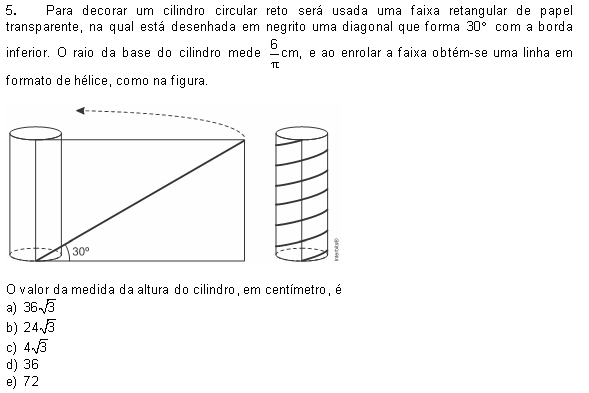 5. Para decorar um cilindro circular reto será usada uma faixa retangular de papel
transparente, na qual está desenhada em negrito uma diagonal que forma 30° com a borda
inferior. O raio da base do cilindro mede 6/π cm, e ao enrolar a faixa obtém-se uma linha em
formato de hélice, como na figura.
30º
O valor da medida da altura do cilindro, em centímetro, é
a) 36√3
b) 24√3
c) 4√3
d) 36
e) 72